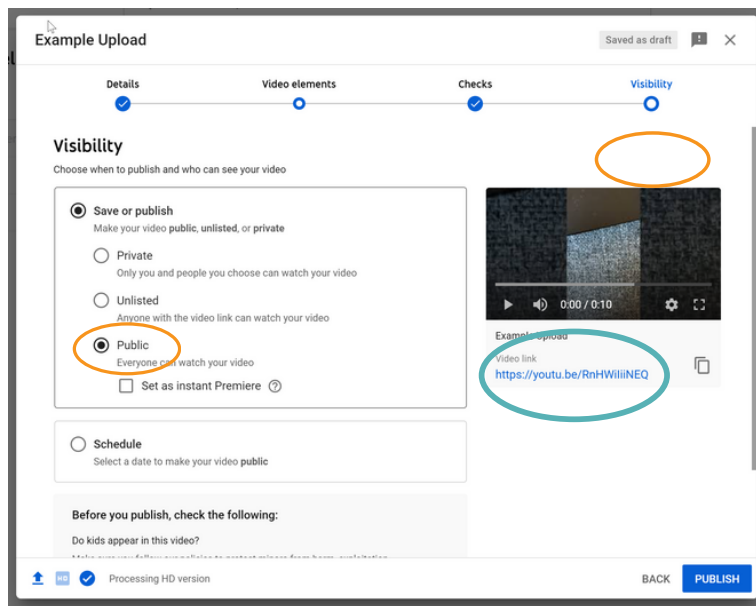 Example Upload
Saved as draft
Details
Video elements
Checks
Visibility
Visibility
Choose when to publish and who can see your video
Save or publish
Make your video public, unlisted, or private
Private
Only you and people you choose can watch your video
Unlisted
Anyone with the video link can watch your video
Public
Everyone can watch your video
Set as instant Premiere
Schedule
Select a date to make your video public
Before you publish, check the following:
Do kids appear in this video?
0:00 / 0:10
Example Upload
Video link
https://youtu.be/RnHWiliiNEQ
HD
Processing HD version
BACK
PUBLISH